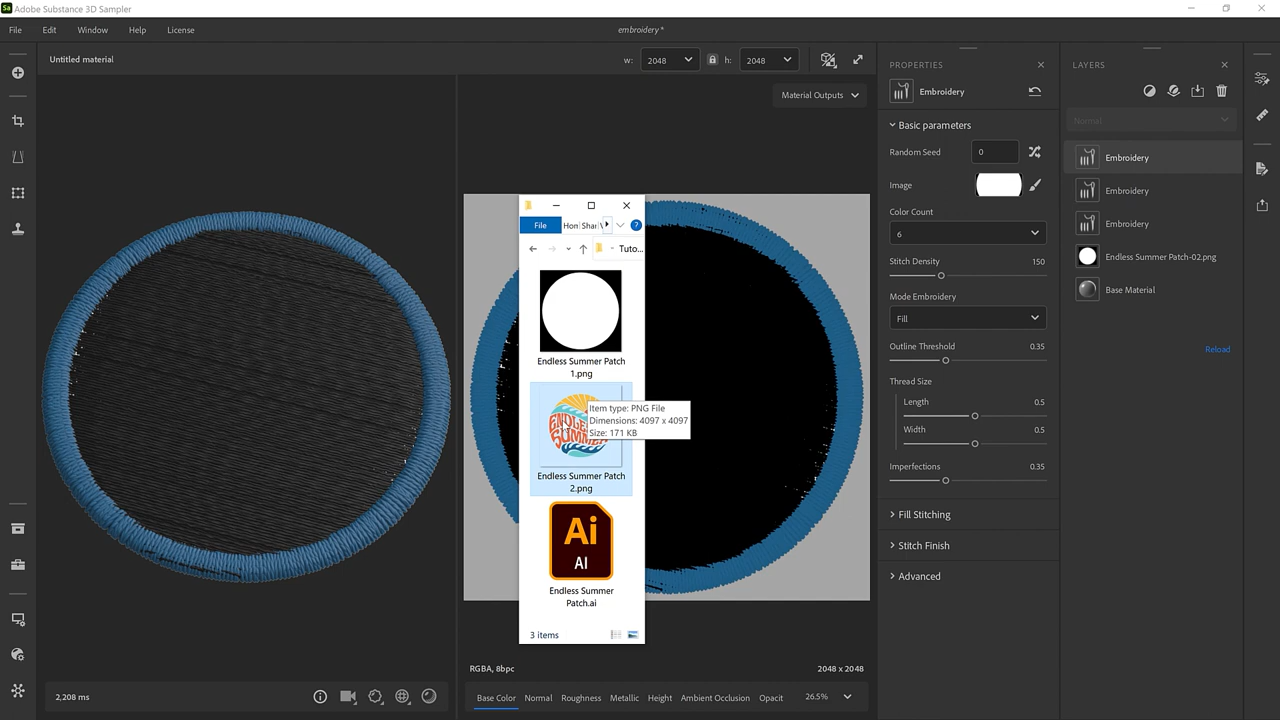 Sa Adobe Substance 3D Sampler
File Edit Window Help License
embroidery *
Untitled material
w: 2048 h: 2048
Material Outputs
PROPERTIES
Embroidery
Basic parameters
Random Seed 0
Image
Color Count
6
Stitch Density 150
Mode Embroidery
Fill
Outline Threshold 0.35
Thread Size
Length 0.5
Width 0.5
Imperfections 0.35
Fill Stitching
Stitch Finish
Advanced
LAYERS
Normal
Embroidery
Embroidery
Embroidery
Endless Summer Patch-02.png
Base Material
Reload
File Hon Shar V ?
Tuto...
Endless Summer Patch
1.png
ENDLESS
SUMMER
Item type: PNG File
Dimensions: 4097 x 4097
Size: 171 KB
Endless Summer Patch
2.png
Ai
AI
Endless Summer
Patch.ai
3 items
RGBA, 8bpc 2048 x 2048
2,208 ms
Base Color Normal Roughness Metallic Height Ambient Occlusion Opacit 26.5%